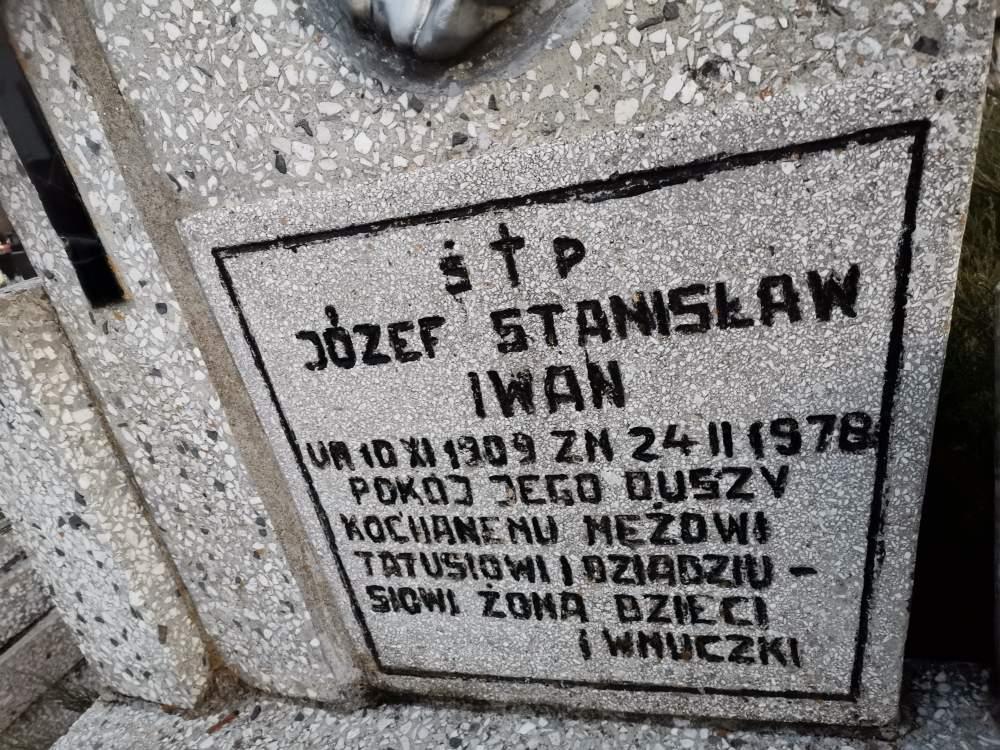 Ś † P
JÓZEF STANISŁAW
IWAN
UR 10 XI 1909 ZM 24 II 1978
POKOJ JEGO DUSZY
KOCHANEMU MĘŻOWI
TATUSIOWI I DZIADZIU-
SIOWI ŻONA DZIECI
I WNUCZKI